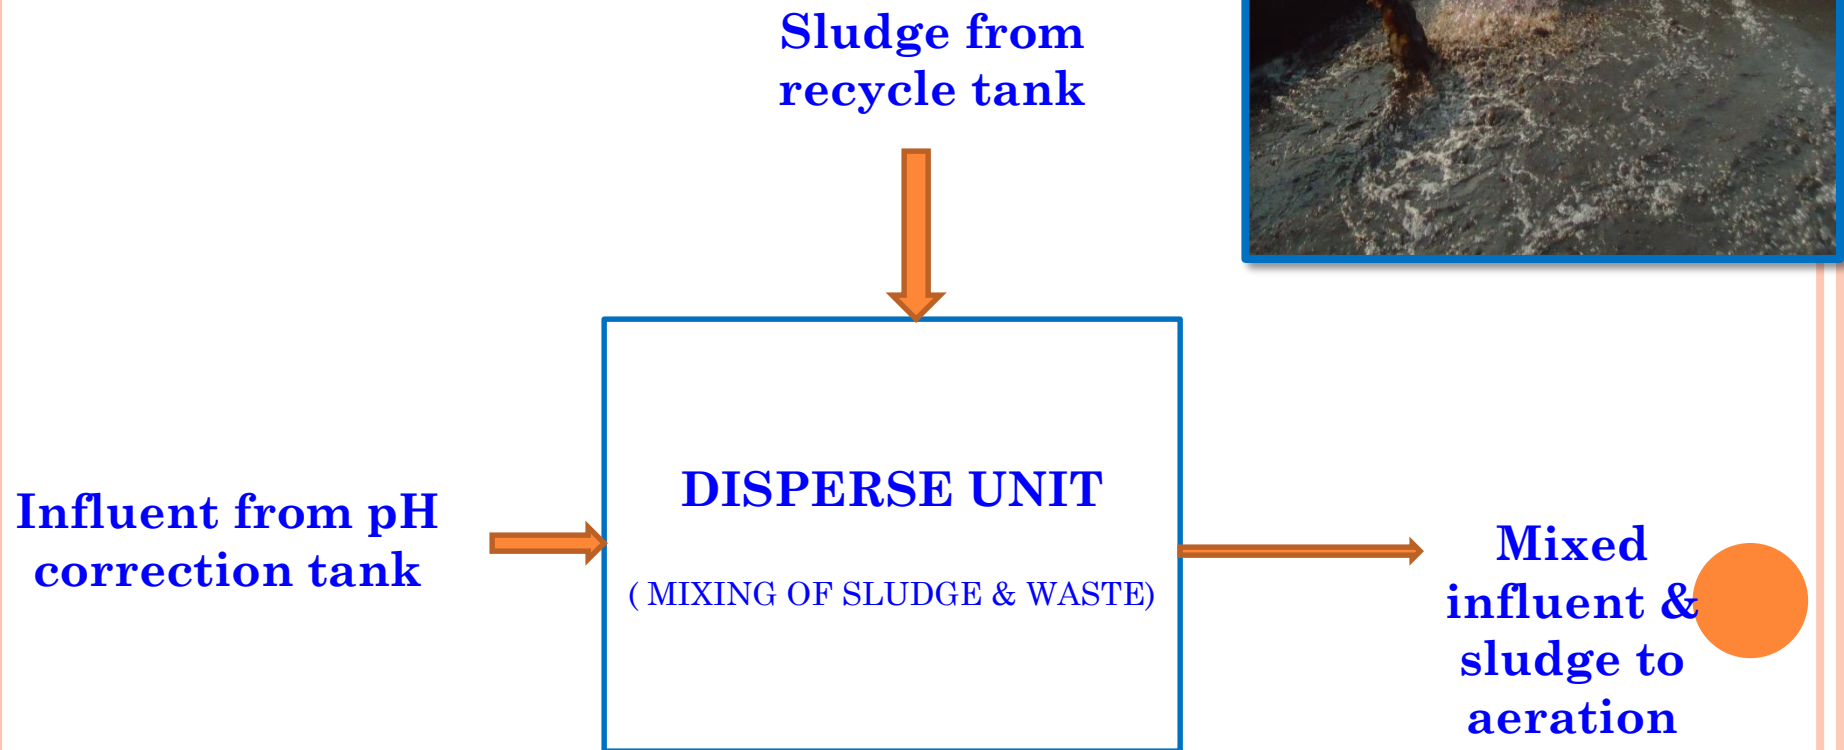 Sludge from
recycle tank
DISPERSE UNIT
( MIXING OF SLUDGE & WASTE)
Influent from pH
correction tank
Mixed
influent &
sludge to
aeration